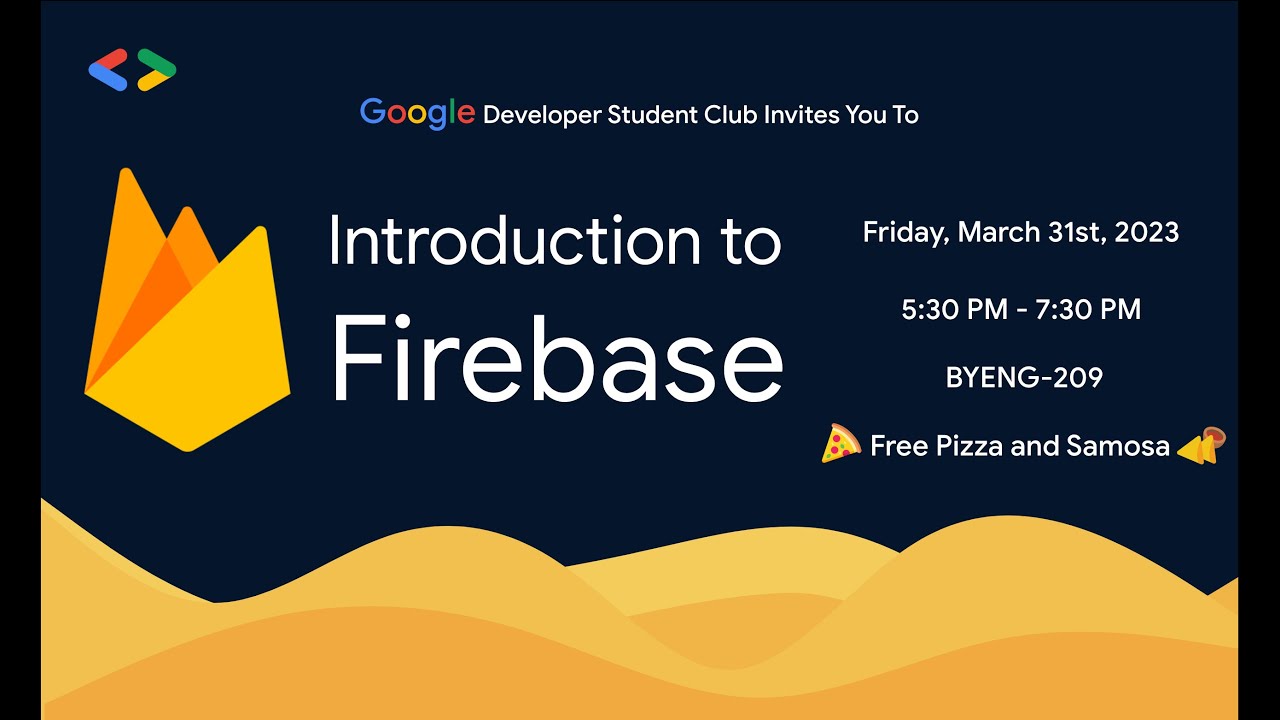 Google Developer Student Club Invites You To
Introduction to
Firebase
Friday, March 31st, 2023
5:30 PM - 7:30 PM
BYENG-209
Free Pizza and Samosa